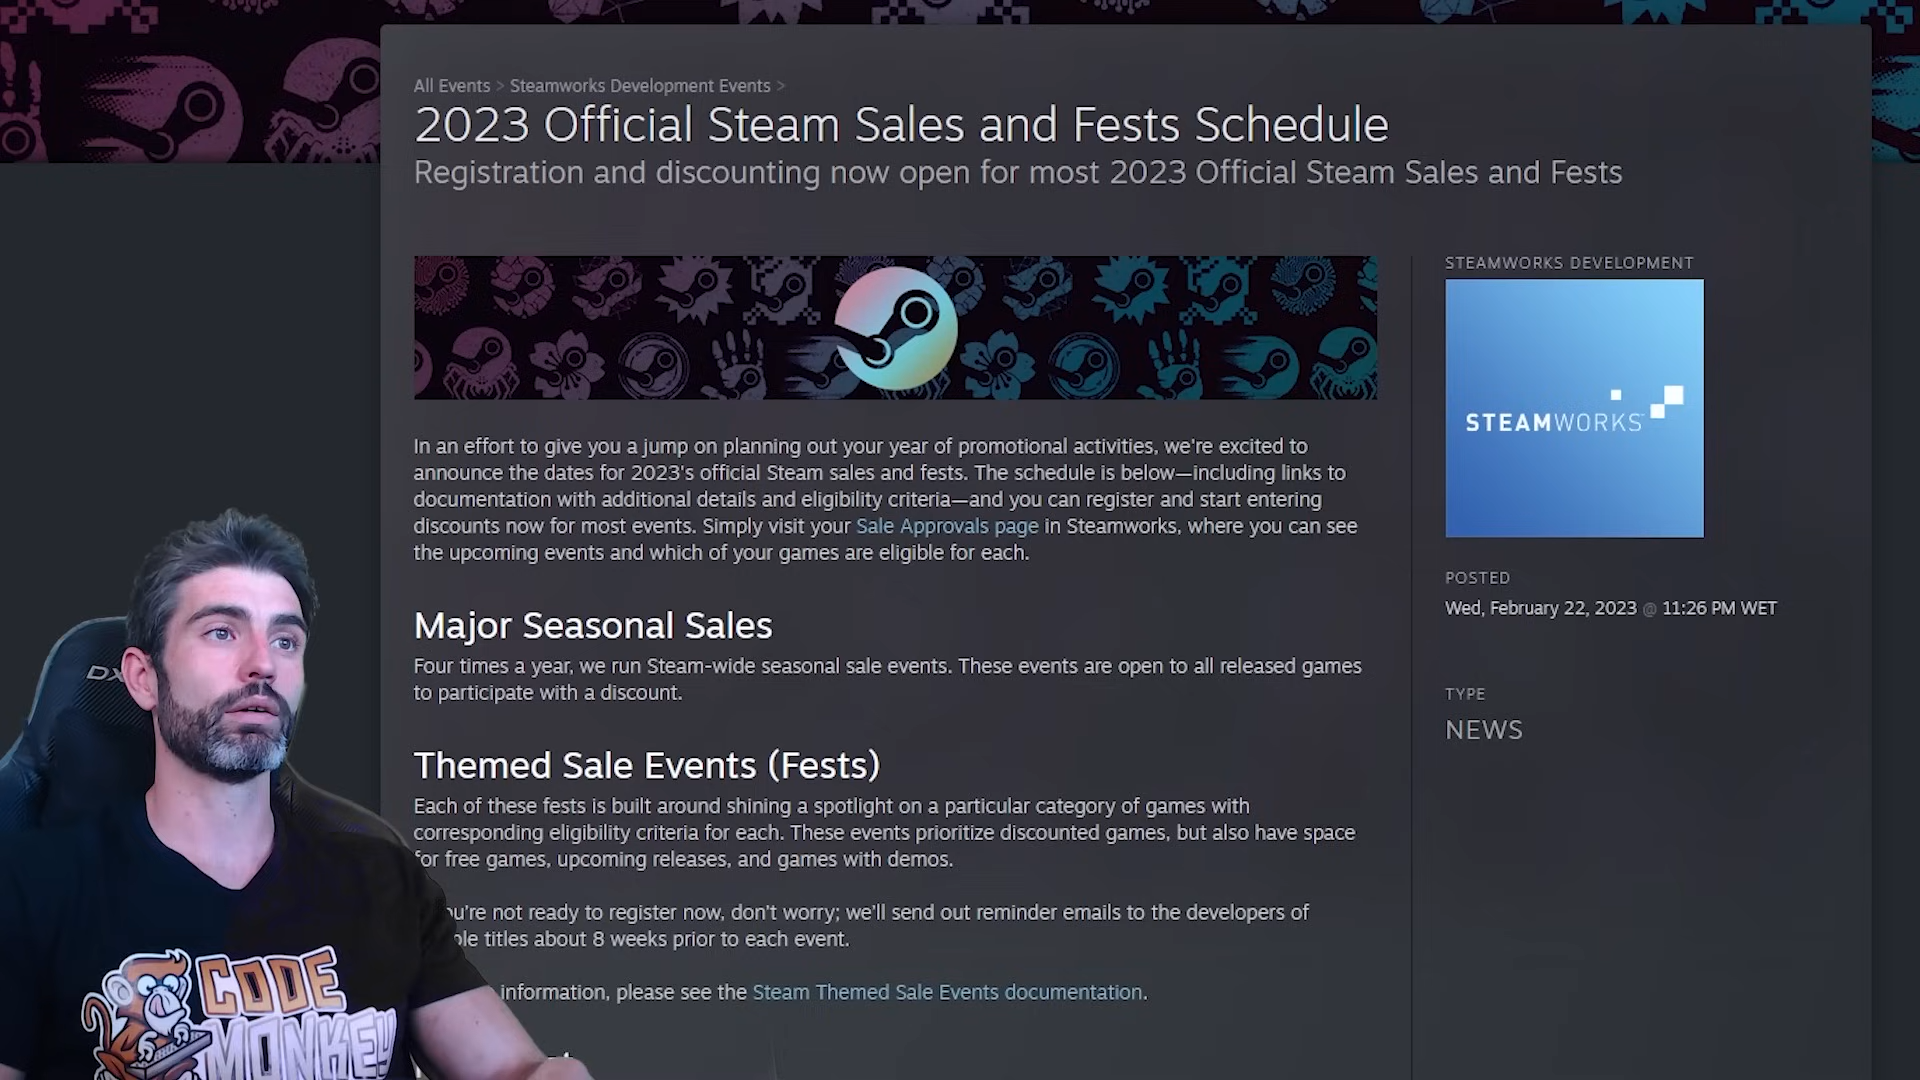 All Events > Steamworks Development Events >
2023 Official Steam Sales and Fests Schedule
Registration and discounting now open for most 2023 Official Steam Sales and Fests
STEAMWORKS DEVELOPMENT
STEAMWORKS
In an effort to give you a jump on planning out your year of promotional activities, we're excited to
announce the dates for 2023's official Steam sales and fests. The schedule is below—including links to
documentation with additional details and eligibility criteria—and you can register and start entering
discounts now for most events. Simply visit your Sale Approvals page in Steamworks, where you can see
the upcoming events and which of your games are eligible for each.
POSTED
Wed, February 22, 2023 @ 11:26 PM WET
Major Seasonal Sales
Four times a year, we run Steam-wide seasonal sale events. These events are open to all released games
to participate with a discount.
TYPE
NEWS
Themed Sale Events (Fests)
Each of these fests is built around shining a spotlight on a particular category of games with
corresponding eligibility criteria for each. These events prioritize discounted games, but also have space
for free games, upcoming releases, and games with demos.
not ready to register now, don't worry; we'll send out reminder emails to the developers of
titles about 8 weeks prior to each event.
information, please see the Steam Themed Sale Events documentation.
DX
CODE
MONKEY